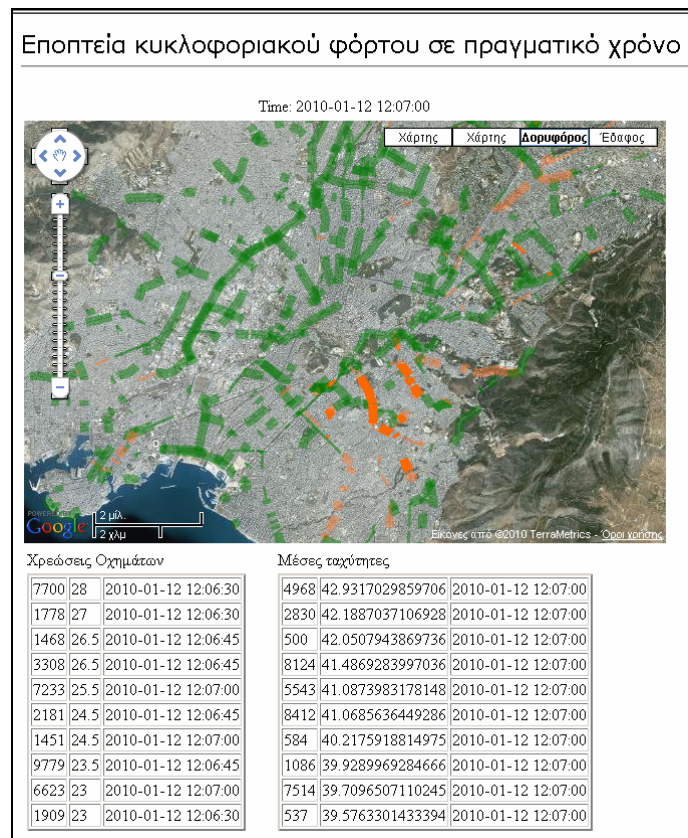 Εποπτεία κυκλοφοριακού φόρτου σε πραγματικό χρόνο
Time: 2010-01-12 12:07:00
Χάρτης Χάρτης Δορυφόρος Έδαφος
POWERED BY
Google
2 μίλ.
2 χλμ
Εικόνες από ©2010 TerraMetrics - Όροι χρήσης
Χρεώσεις Οχημάτων
7700 28 2010-01-12 12:06:30
1778 27 2010-01-12 12:06:30
1468 26.5 2010-01-12 12:06:45
3308 26.5 2010-01-12 12:06:45
7233 25.5 2010-01-12 12:07:00
2181 24.5 2010-01-12 12:06:45
1451 24.5 2010-01-12 12:07:00
9779 23.5 2010-01-12 12:06:45
6623 23 2010-01-12 12:07:00
1909 23 2010-01-12 12:06:30
Μέσες ταχύτητες
4968 42.9317029859706 2010-01-12 12:07:00
2830 42.1887037106928 2010-01-12 12:07:00
500 42.0507943869736 2010-01-12 12:07:00
8124 41.4869283997036 2010-01-12 12:07:00
5543 41.0873983178148 2010-01-12 12:07:00
8412 41.0685636449286 2010-01-12 12:07:00
584 40.2175918814975 2010-01-12 12:07:00
1086 39.9289969284666 2010-01-12 12:07:00
7514 39.7096507110245 2010-01-12 12:07:00
537 39.5763301433394 2010-01-12 12:07:00